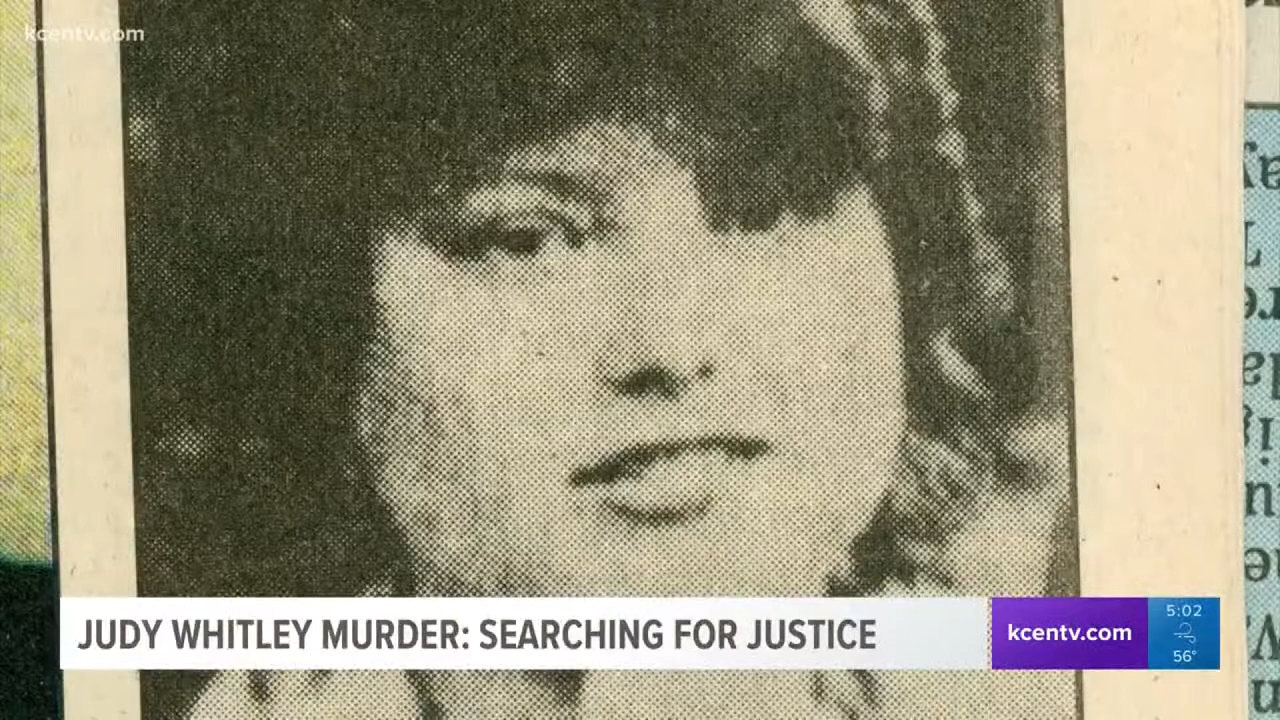 kcentv.com
JUDY WHITLEY MURDER: SEARCHING FOR JUSTICE
kcentv.com
5:02
56°